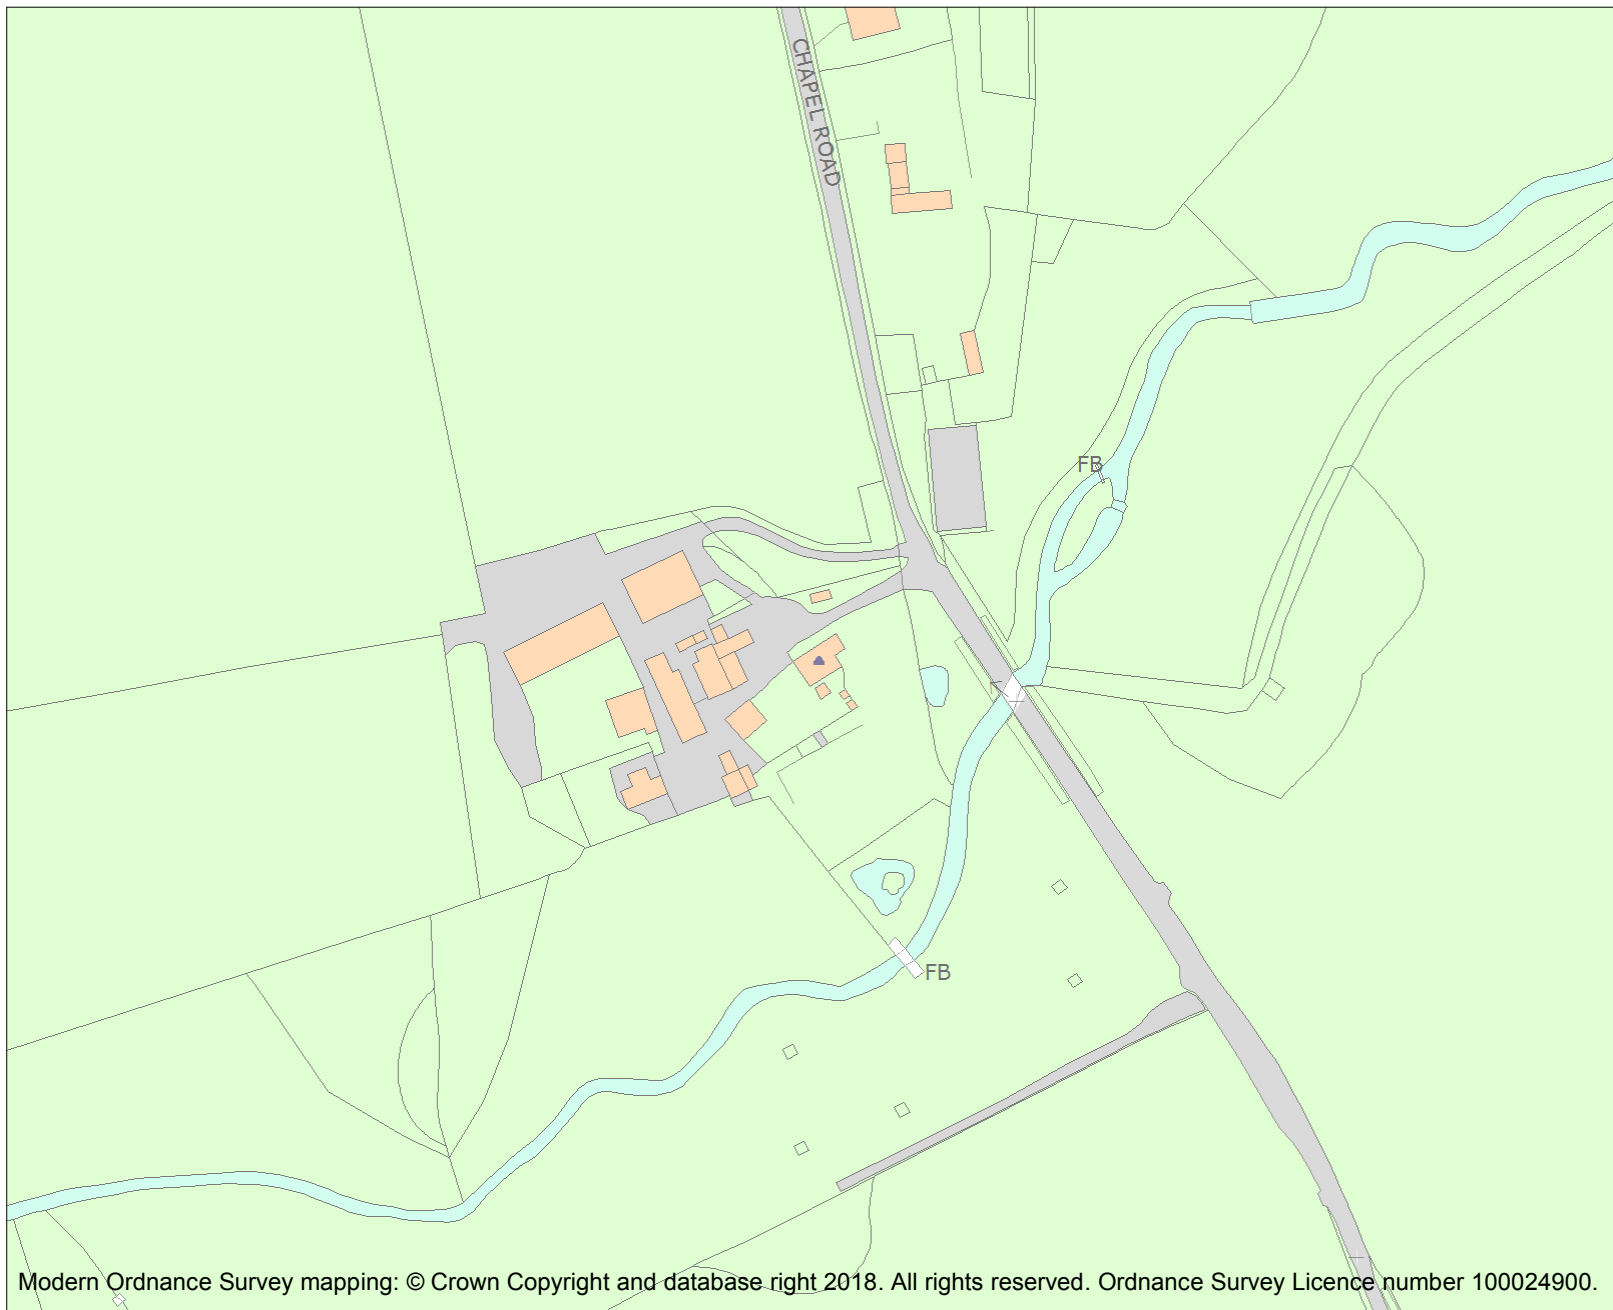 CHAPEL ROAD
FB
FB
Modern Ordnance Survey mapping: © Crown Copyright and database right 2018. All rights reserved. Ordnance Survey Licence number 100024900.